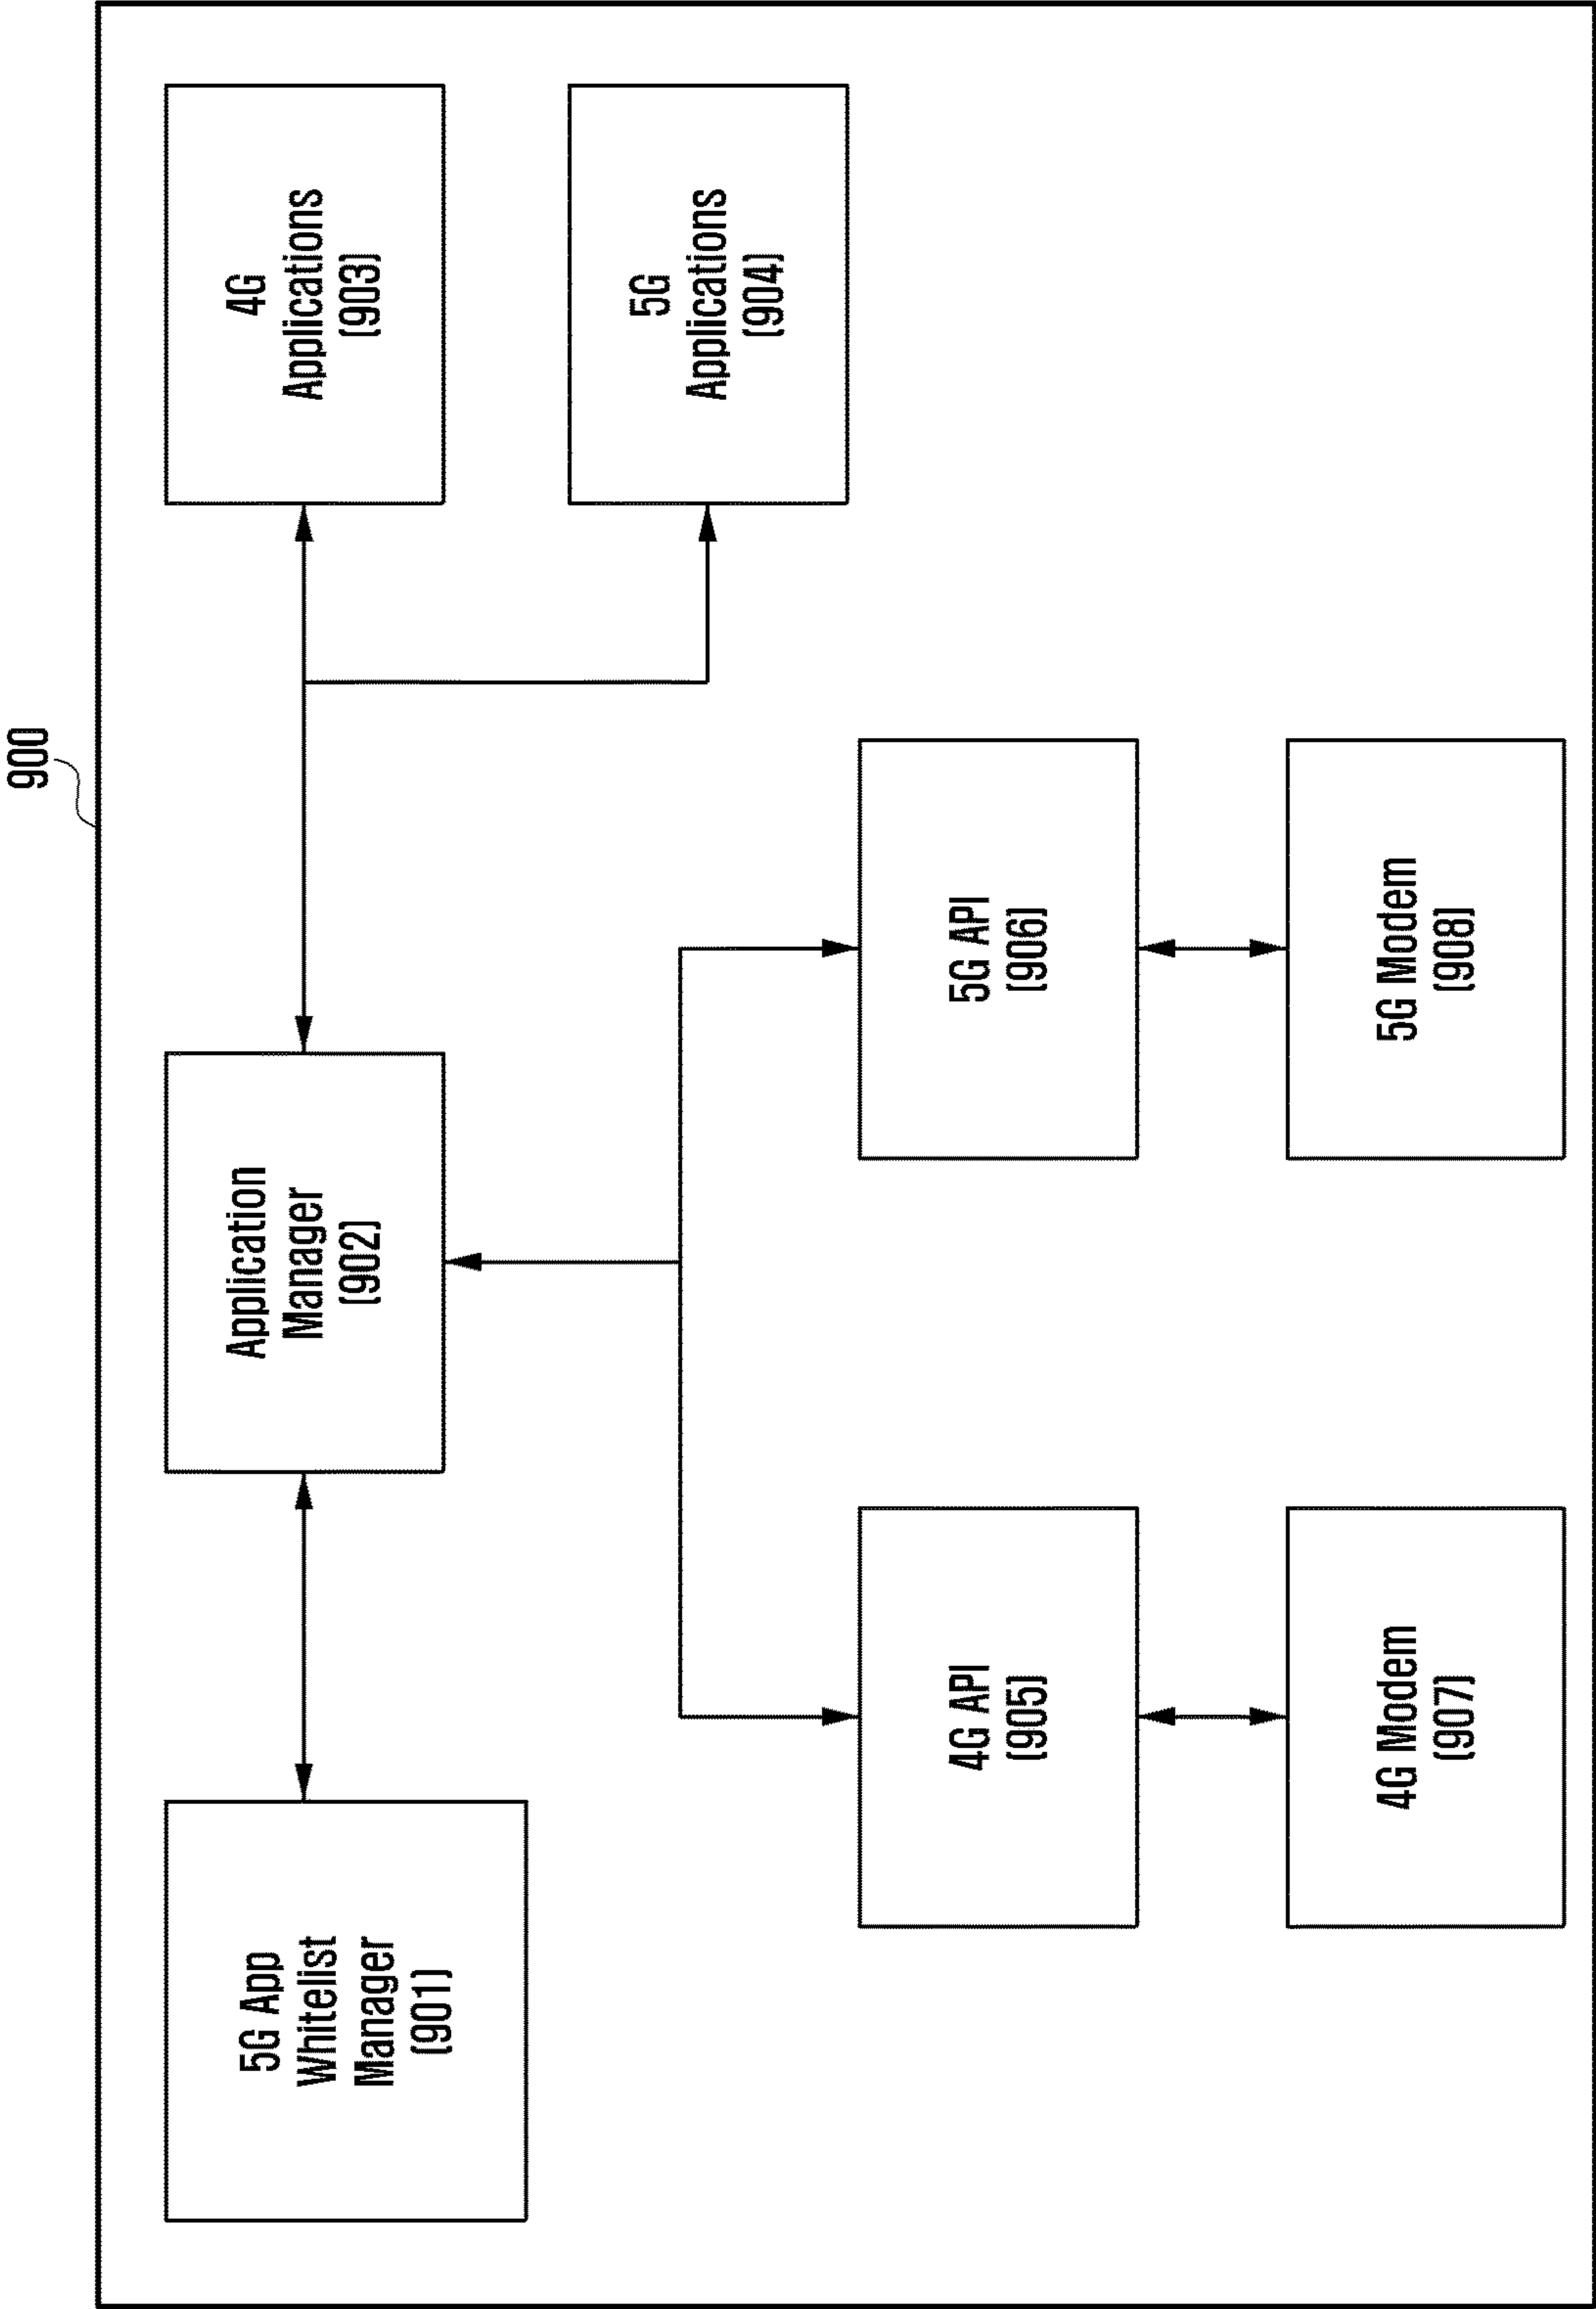 900
5G App
Whitelist
Manager
(901)
Application
Manager
(902)
4G
Applications
(903)
5G
Applications
(904)
4G API
(905)
5G API
(906)
4G Modem
(907)
5G Modem
(908)